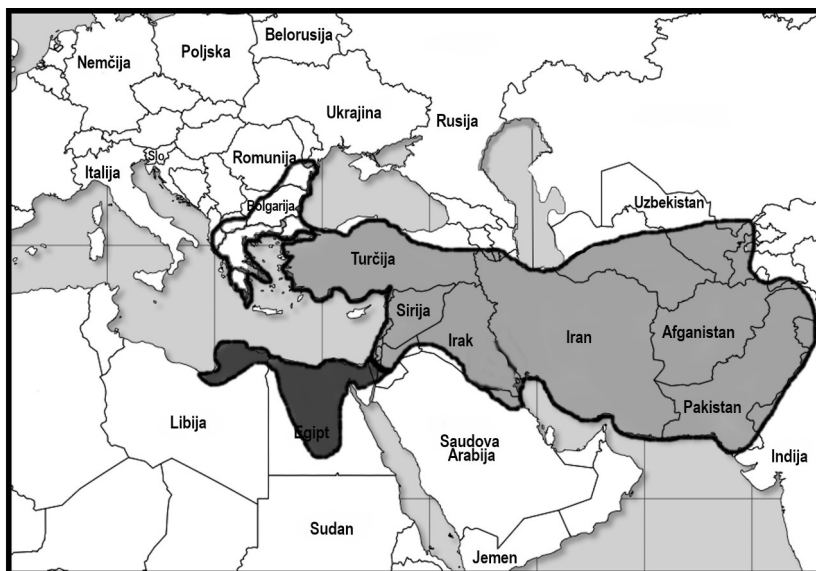 Belorusija
Nemčija
Poljska
Ukrajina
Rusija
Slo
Italija
Romunija
Bolgarija
Uzbekistan
Turčija
Sirija
Irak
Iran
Afganistan
Pakistan
Libija
Egipt
Saudova
Arabija
Indija
Sudan
Jemen